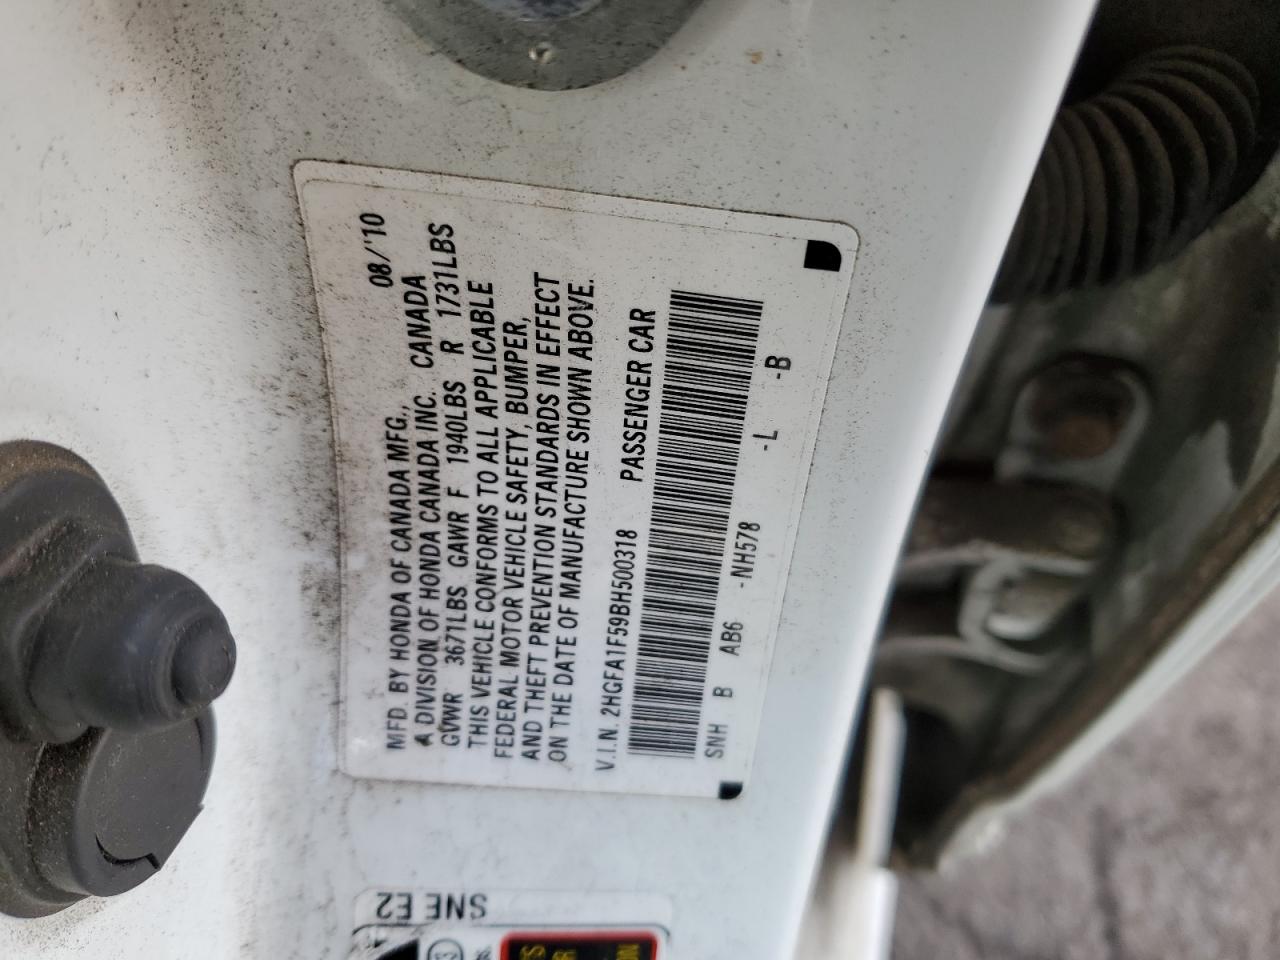 MFD. BY HONDA OF CANADA MFG., 08/'10
A DIVISION OF HONDA CANADA INC. CANADA
GVWR 3671LBS GAWR F 1940LBS R 1731LBS
THIS VEHICLE CONFORMS TO ALL APPLICABLE
FEDERAL MOTOR VEHICLE SAFETY, BUMPER,
AND THEFT PREVENTION STANDARDS IN EFFECT
ON THE DATE OF MANUFACTURE SHOWN ABOVE.
V.I.N. 2HGFA1F59BH500318 PASSENGER CAR
SNH B AB6 -NH578 -L -B
SNE E2